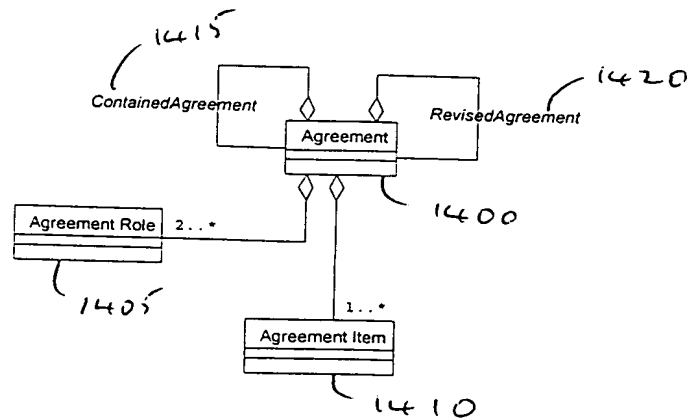 1415
1420
ContainedAgreement
RevisedAgreement
Agreement
1400
Agreement Role
2..*
1405
1..*
Agreement Item
1410